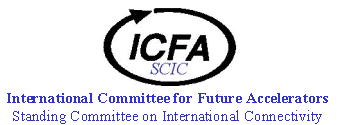 ICFA
SCIC
International Committee for Future Accelerators
Standing Committee on International Connectivity